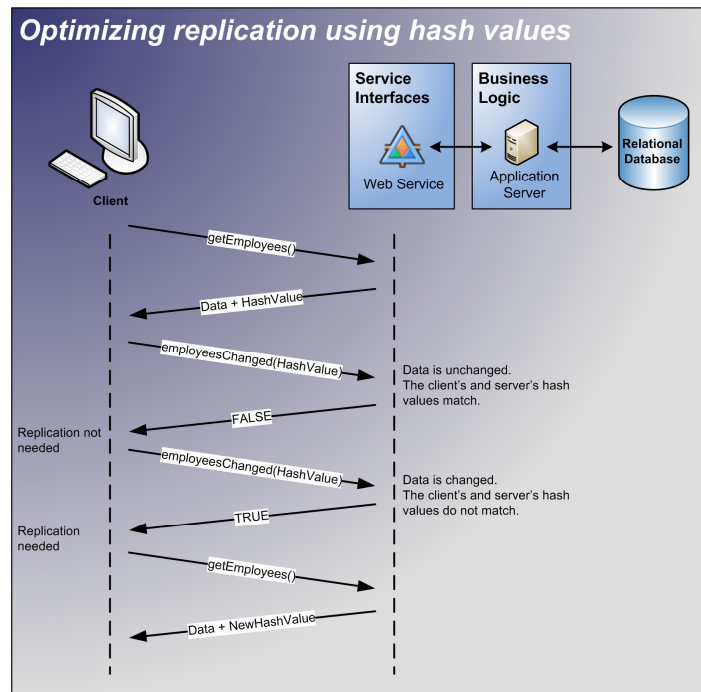 Optimizing replication using hash values
Service
Interfaces
Business
Logic
Web Service
Application
Server
Relational
Database
Client
getEmployees()
Data + HashValue
employeesChanged(HashValue)
Data is unchanged.
The client's and server's hash
values match.
FALSE
Replication not
needed
employeesChanged(HashValue)
Data is changed.
The client's and server's hash
values do not match.
TRUE
Replication
needed
getEmployees()
Data + NewHashValue